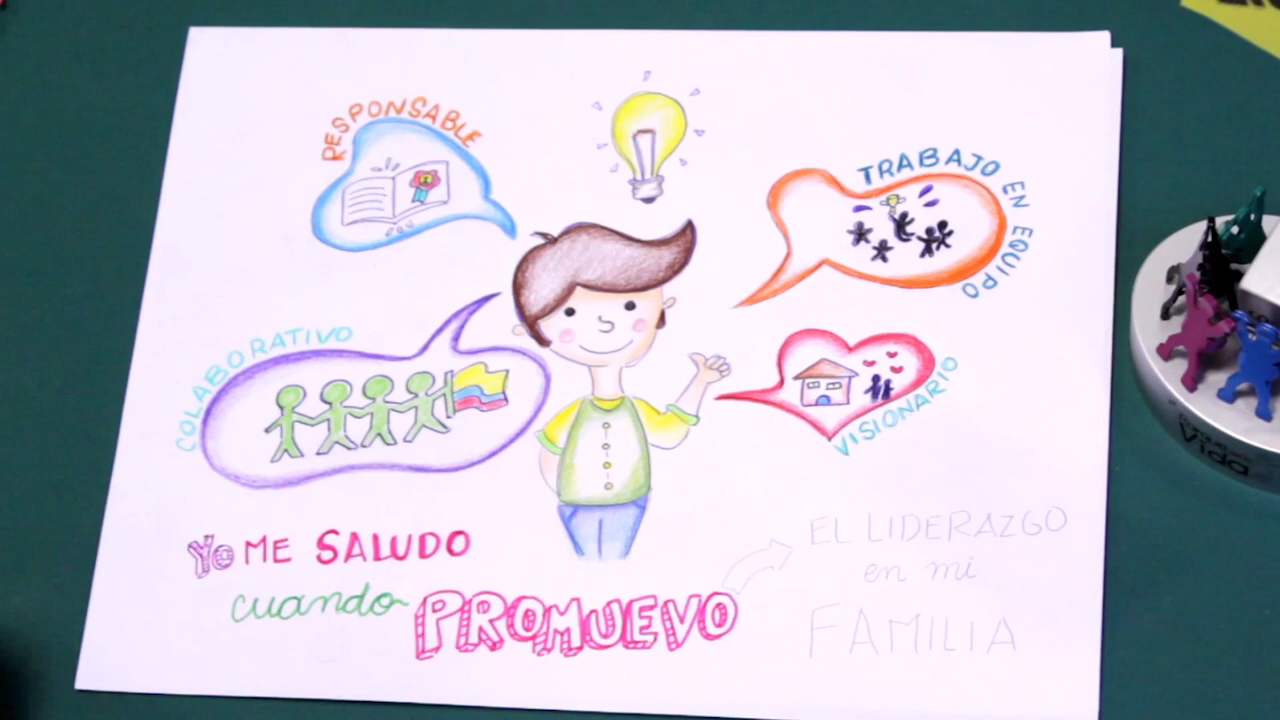 RESPONSABLE
TRABAJO EN EQUIPO
COLABORATIVO
VISIONARIO
YO ME SALUDO
cuando PROMUEVO
EL LIDERAZGO
en mi
FAMILIA
Vida